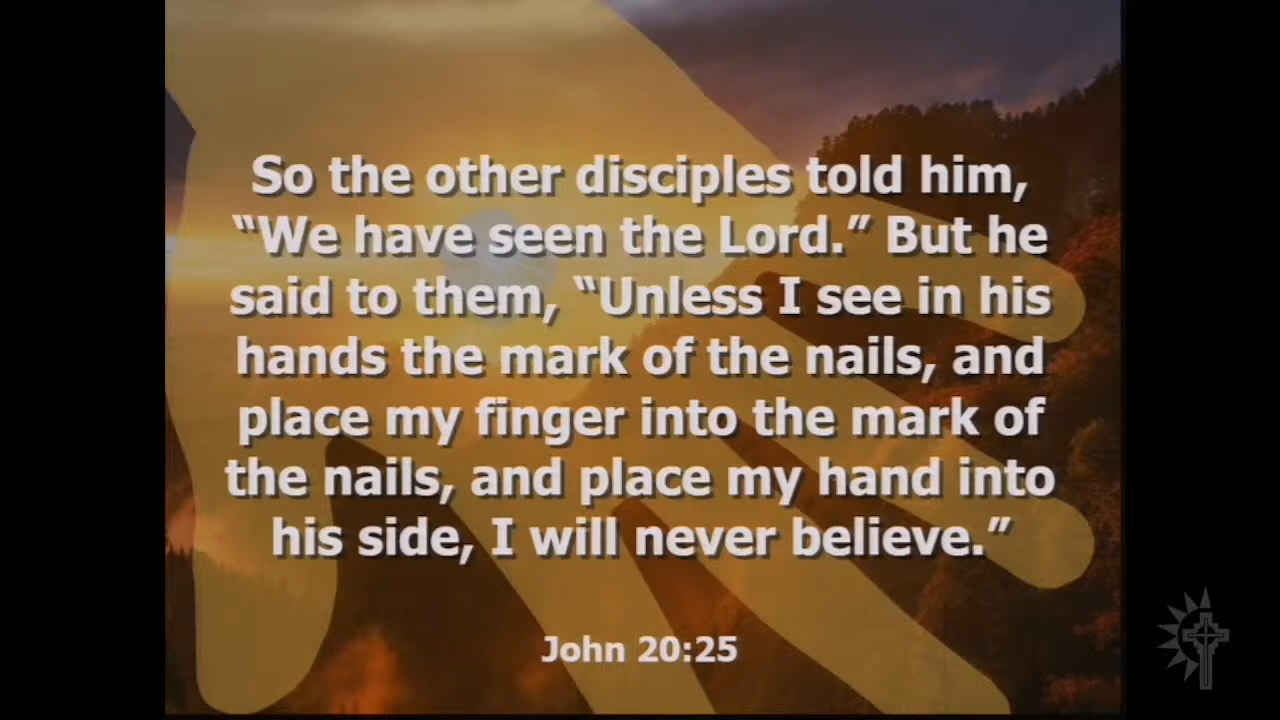 So the other disciples told him,
“We have seen the Lord.” But he
said to them, “Unless I see in his
hands the mark of the nails, and
place my finger into the mark of
the nails, and place my hand into
his side, I will never believe.”
John 20:25